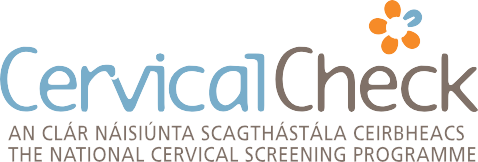 CervicalCheck
AN CLÁR NÁISIÚNTA SCAGTHÁSTÁLA CEIRBHEACS
THE NATIONAL CERVICAL SCREENING PROGRAMME